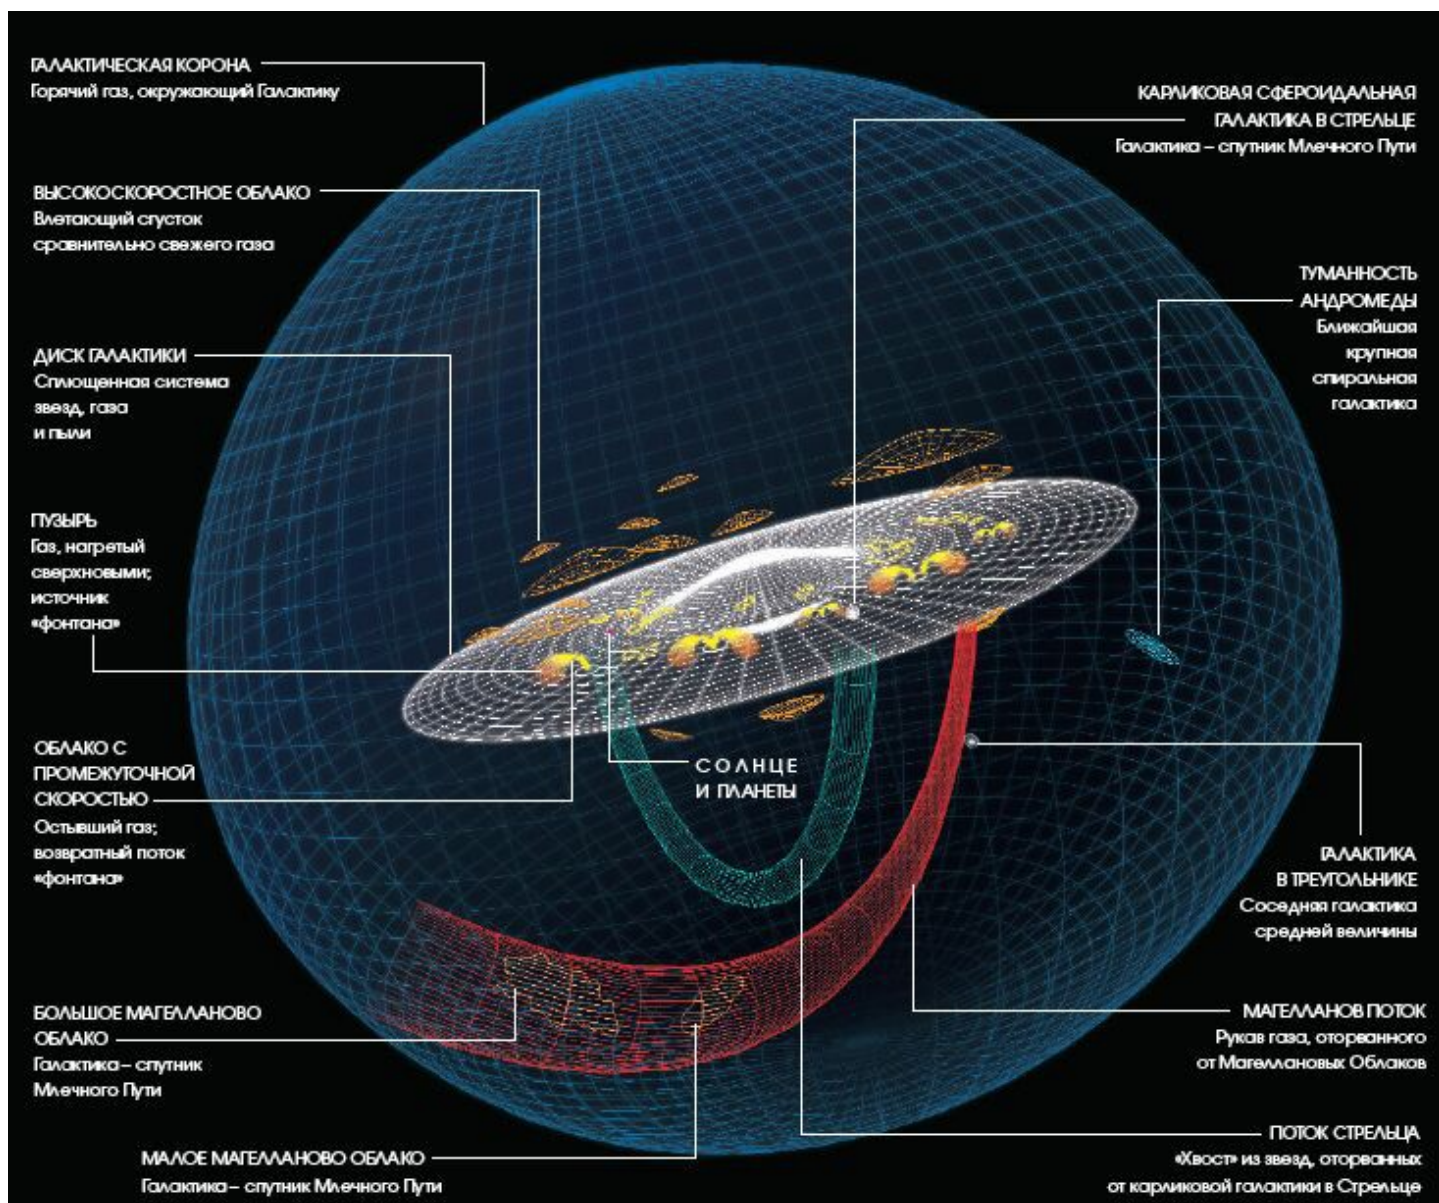 ГАЛАКТИЧЕСКАЯ КОРОНА
Горячий газ, окружающий Галактику
ВЫСОКОСКОРОСТНОЕ ОБЛАКО
Влетающий сгусток
сравнительно свежего газа
ДИСК ГАЛАКТИКИ
Сплющенная система
звезд, газа
и пыли
ПУЗЫРЬ
Газ, нагретый
сверхновыми;
источник
«фонтана»
ОБЛАКО С
ПРОМЕЖУТОЧНОЙ
СКОРОСТЬЮ
Остывший газ;
возвратный поток
«фонтана»
БОЛЬШОЕ МАГЕЛЛАНОВО
ОБЛАКО
Галактика – спутник
Млечного Пути
МАЛОЕ МАГЕЛЛАНОВО ОБЛАКО
Галактика – спутник Млечного Пути
СОЛНЦЕ
И ПЛАНЕТЫ
КАРЛИКОВАЯ СФЕРОИДАЛЬНАЯ
ГАЛАКТИКА В СТРЕЛЬЦЕ
Галактика – спутник Млечного Пути
ТУМАННОСТЬ
АНДРОМЕДЫ
Ближайшая
крупная
спиральная
галактика
ГАЛАКТИКА
В ТРЕУГОЛЬНИКЕ
Соседняя галактика
средней величины
МАГЕЛЛАНОВ ПОТОК
Рукав газа, оторванного
от Магеллановых Облаков
ПОТОК СТРЕЛЬЦА
«Хвост» из звезд, оторванных
от карликовой галактики в Стрельце